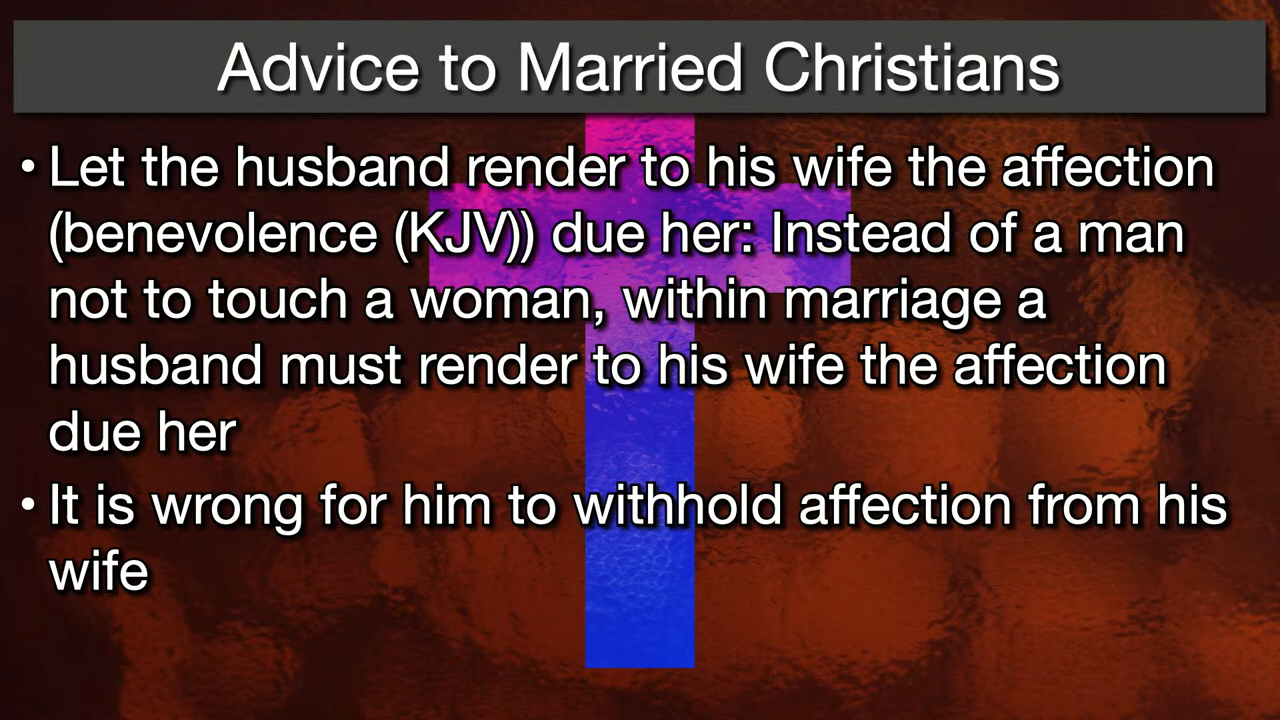 Advice to Married Christians
• Let the husband render to his wife the affection
(benevolence (KJV)) due her: Instead of a man
not to touch a woman, within marriage a
husband must render to his wife the affection
due her
• It is wrong for him to withhold affection from his
wife